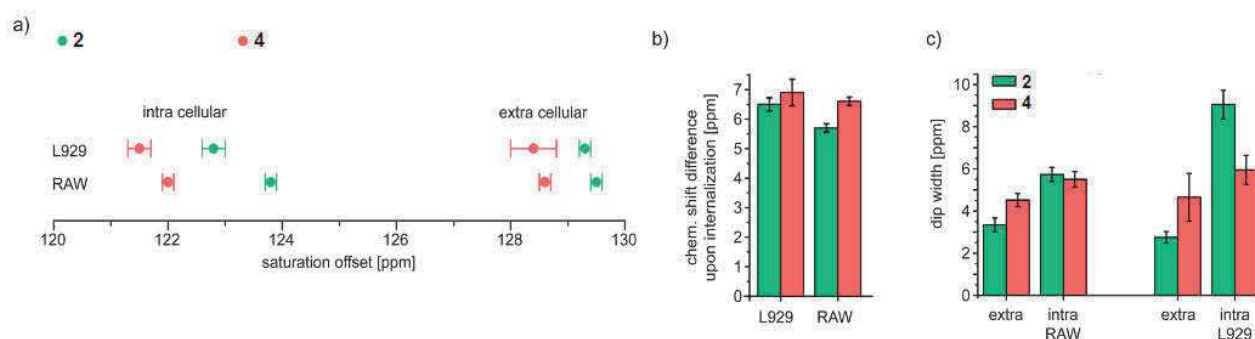 a)
2
4
intra cellular
extra cellular
L929
RAW
120
122
124
126
128
130
saturation offset [ppm]
b)
chem. shift difference
upon internalization [ppm]
7
6
5
4
3
2
1
0
L929
RAW
c)
dip width [ppm]
10
8
6
4
2
0
2
4
extra
intra
extra
intra
RAW
L929